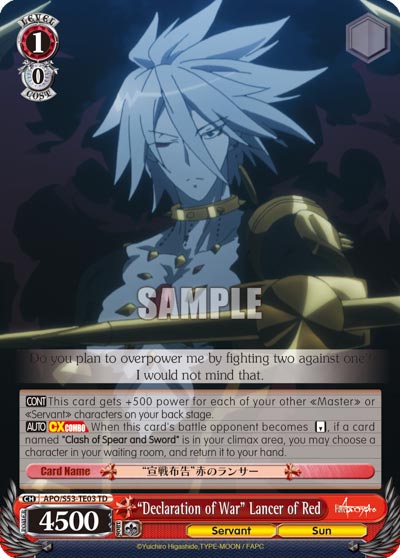 LEVEL
1
0
COST
SAMPLE
Do you plan to overpower me by fighting two against one?
I would not mind that.
CONT This card gets +500 power for each of your other «Master» or
«Servant» characters on your back stage.
AUTO CXCOMBO When this card's battle opponent becomes [ ], if a card
named "Clash of Spear and Sword" is in your climax area, you may choose
a character in your waiting room, and return it to your hand.
Card Name
“宣戦布告”赤のランサー
CH APO/S53-TE03 TD
"Declaration of War" Lancer of Red
POWER
4500
Servant
Sun
©Yuichiro Higashide,TYPE-MOON / FAPC